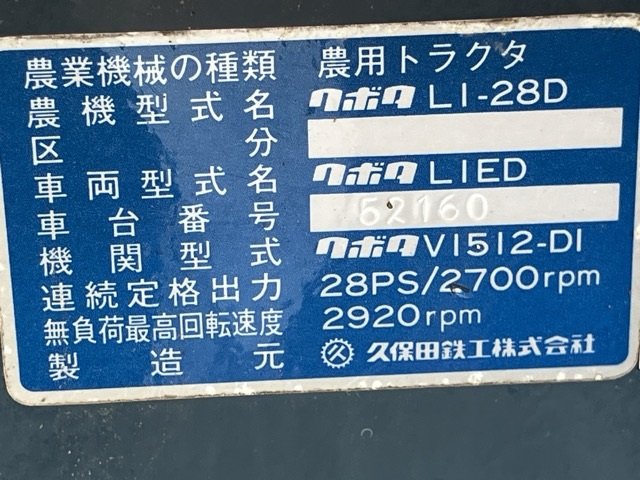 農業機械の種類 農用トラクタ
農機型式名 クボタ L1-28D
区分
車両型式名 クボタ L1ED
車台番号 52160
機関型式 クボタ V1512-D1
連続定格出力 28PS/2700rpm
無負荷最高回転速度 2920rpm
製造元 久保田鉄工株式会社